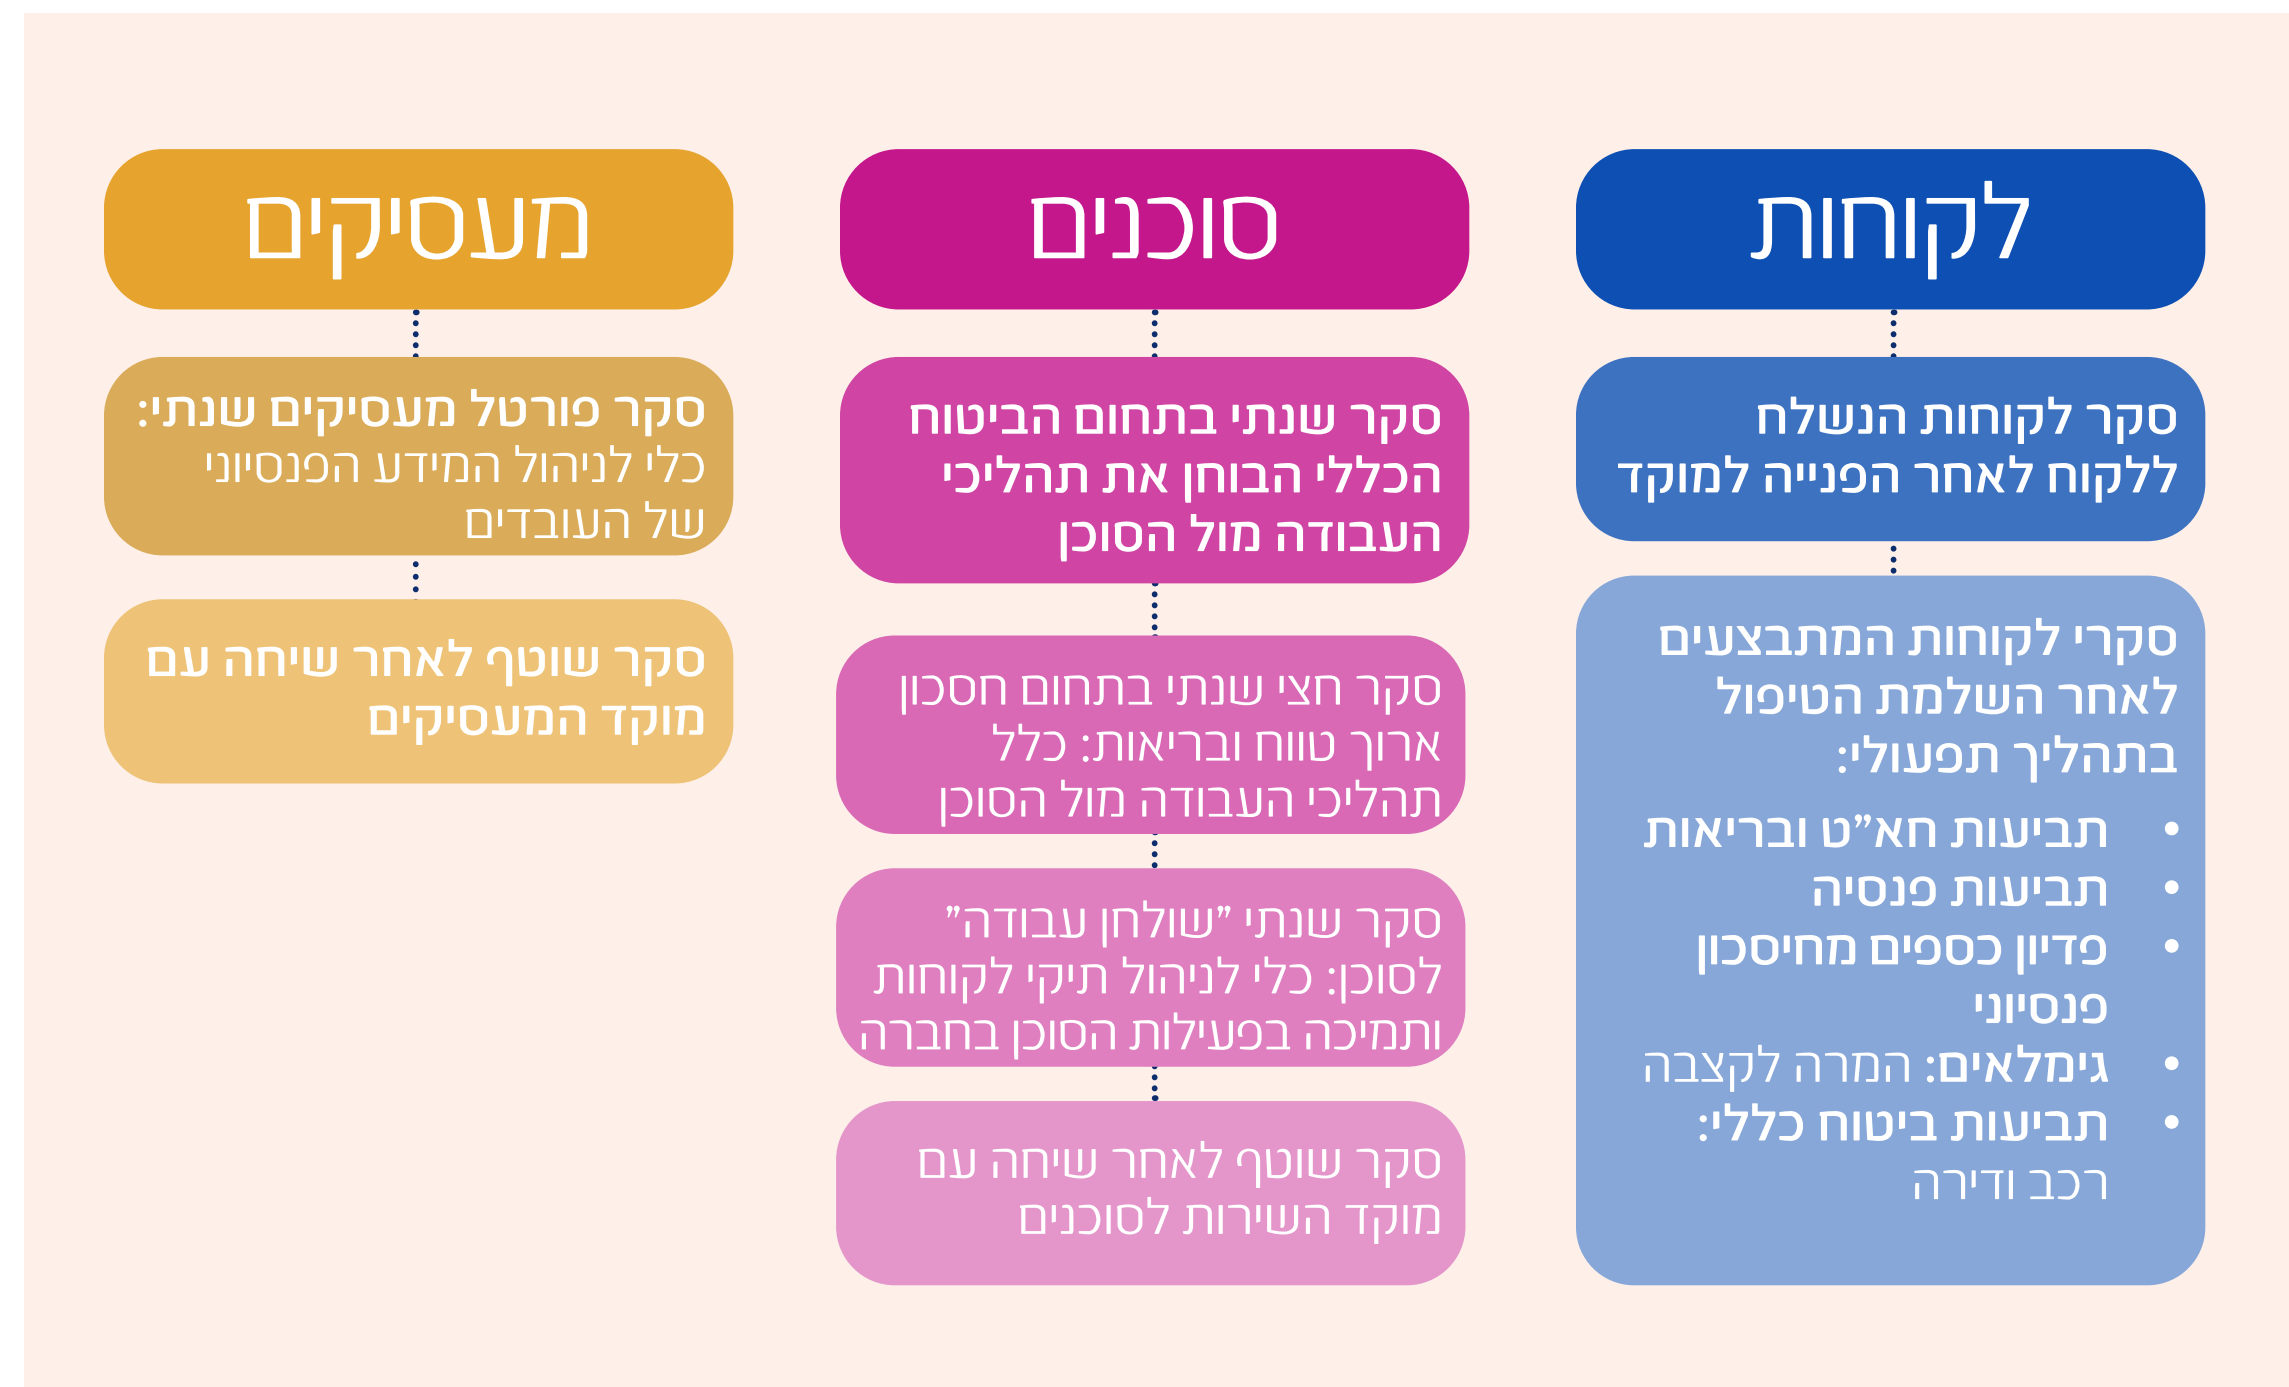 לקוחות
סקר לקוחות הנשלח
ללקוח לאחר הפנייה למוקד
סקרי לקוחות המתבצעים
לאחר השלמת הטיפול
בתהליך תפעולי:
• תביעות חא"ט ובריאות
• תביעות פנסיה
• פדיון כספים מחיסכון
פנסיוני
• גימלאים: המרה לקצבה
• תביעות ביטוח כללי:
רכב ודירה
סוכנים
סקר שנתי בתחום הביטוח
הכללי הבוחן את תהליכי
העבודה מול הסוכן
סקר חצי שנתי בתחום חסכון
ארוך טווח ובריאות: כלל
תהליכי העבודה מול הסוכן
סקר שנתי "שולחן עבודה"
לסוכן: כלי לניהול תיקי לקוחות
ותמיכה בפעילות הסוכן בחברה
סקר שוטף לאחר שיחה עם
מוקד השירות לסוכנים
מעסיקים
סקר פורטל מעסיקים שנתי:
כלי לניהול המידע הפנסיוני
של העובדים
סקר שוטף לאחר שיחה עם
מוקד המעסיקים